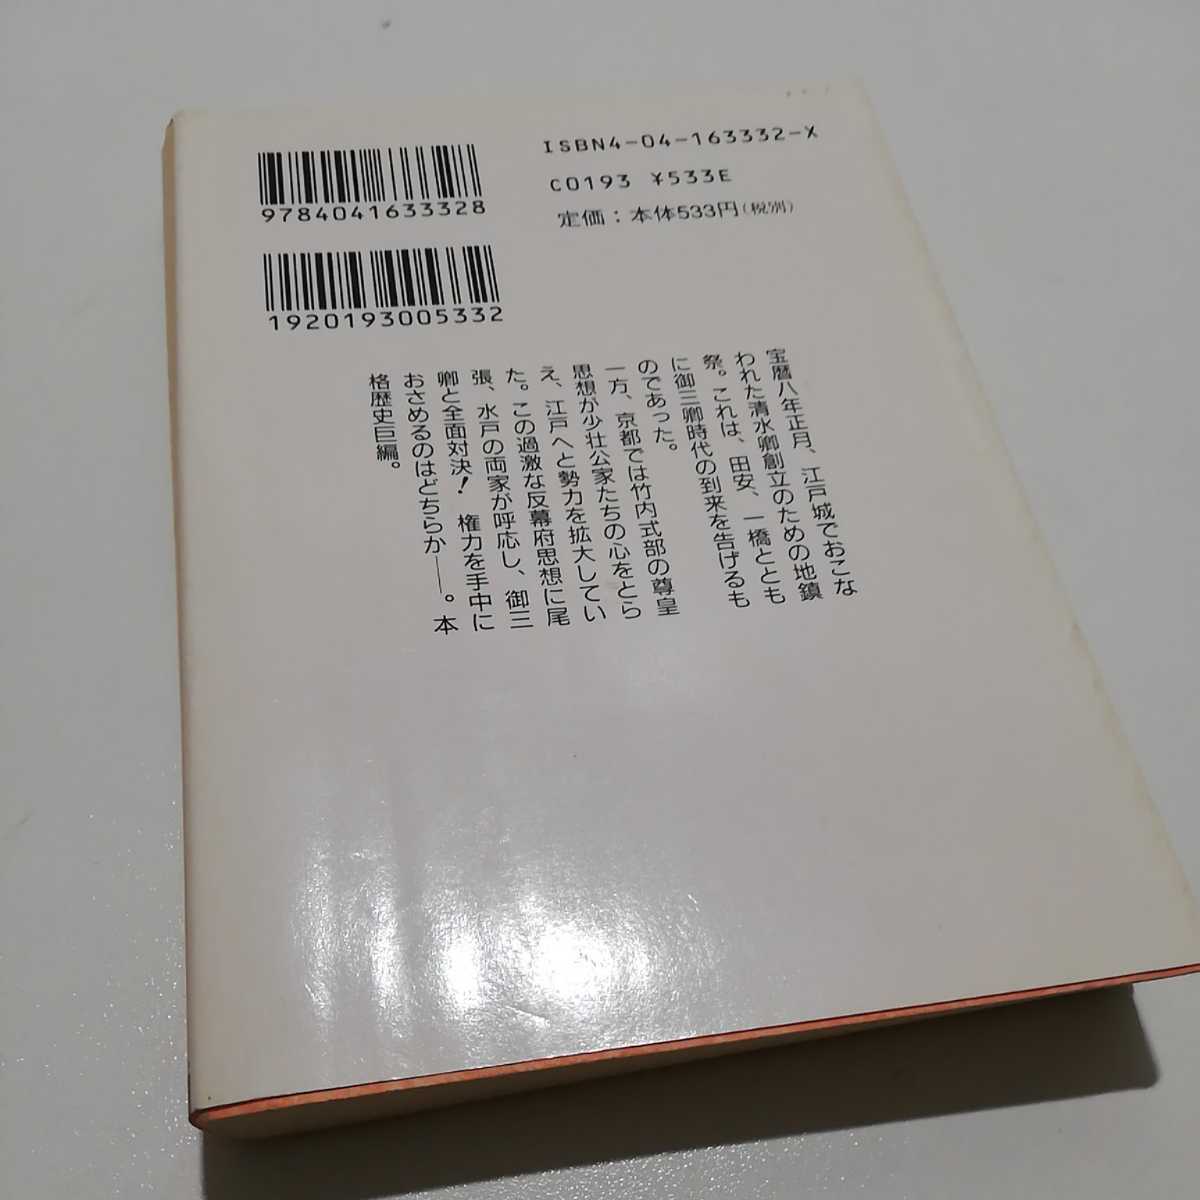 ISBN4-04-163332-X
C0193 ¥533E
定価：本体533円(税別)
9784041633328
1920193005332
宝暦八年正月、江戸城でおこな
われた清水卿創立のための地鎮
祭。これは、田安、一橋ととも
に御三卿時代の到来を告げるも
のであった。
一方、京都では竹内式部の尊皇
思想が少壮公家たちの心をとら
え、江戸へと勢力を拡大してい
た。この過激な反幕府思想に尾
張、水戸の両家が呼応し、御三
卿と全面対決！ 権力を手中に
おさめるのはどちらか――。本
格歴史巨編。